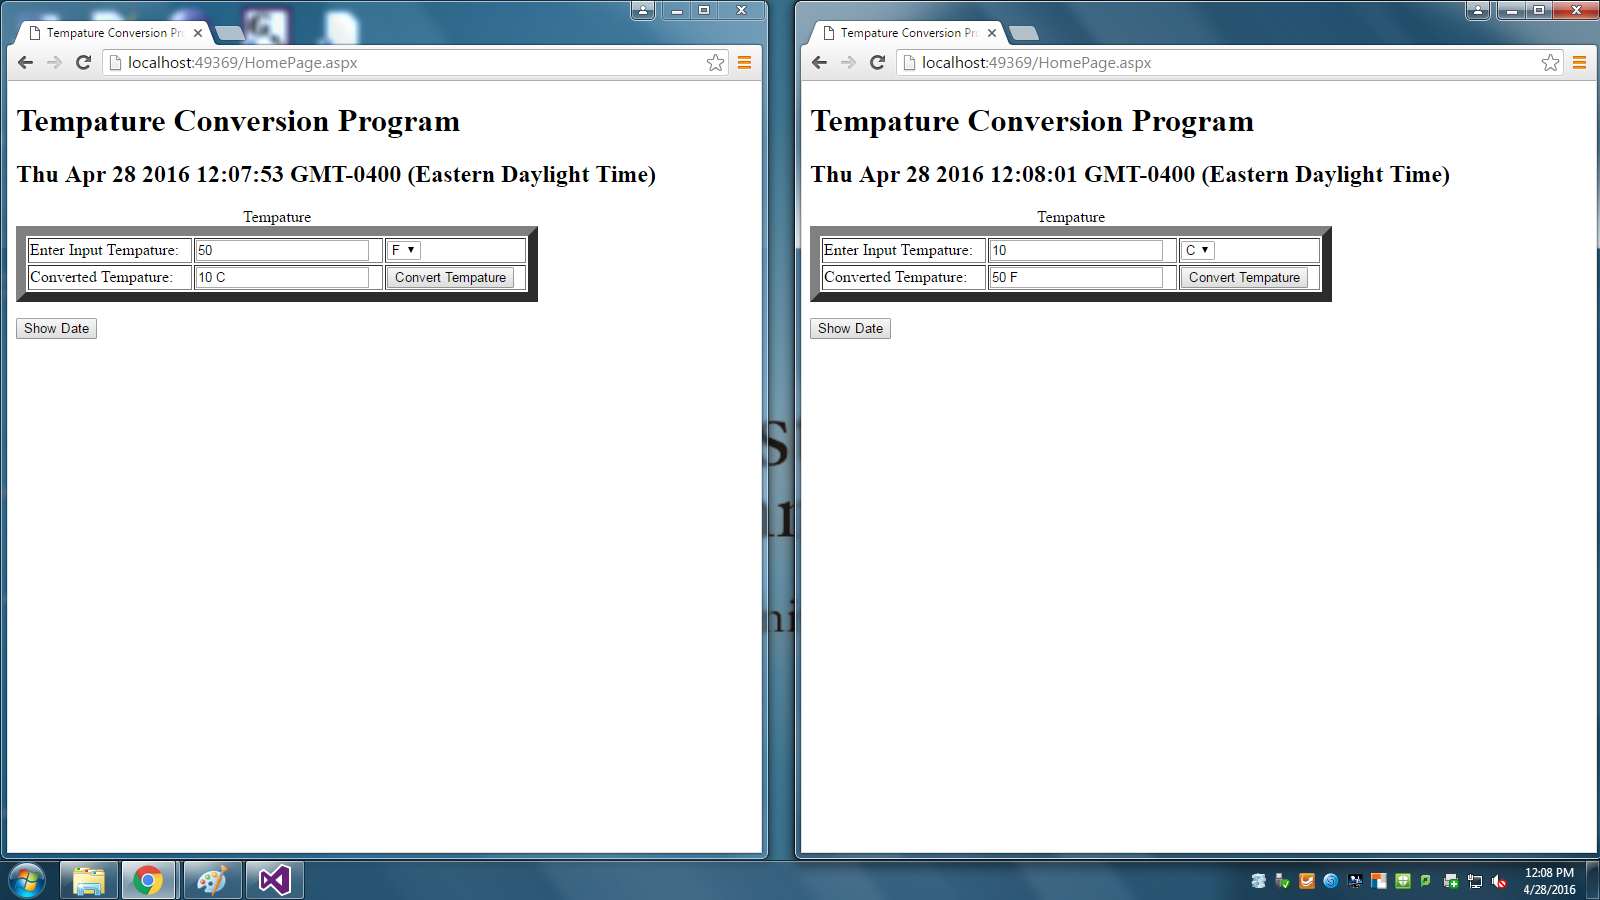 Tempature Conversion Pr
localhost:49369/HomePage.aspx
Tempature Conversion Program
Thu Apr 28 2016 12:07:53 GMT-0400 (Eastern Daylight Time)
Tempature
Enter Input Tempature: 50 F
Converted Tempature: 10 C Convert Tempature
Show Date
Tempature Conversion Pr
localhost:49369/HomePage.aspx
Tempature Conversion Program
Thu Apr 28 2016 12:08:01 GMT-0400 (Eastern Daylight Time)
Tempature
Enter Input Tempature: 10 C
Converted Tempature: 50 F Convert Tempature
Show Date
12:08 PM
4/28/2016